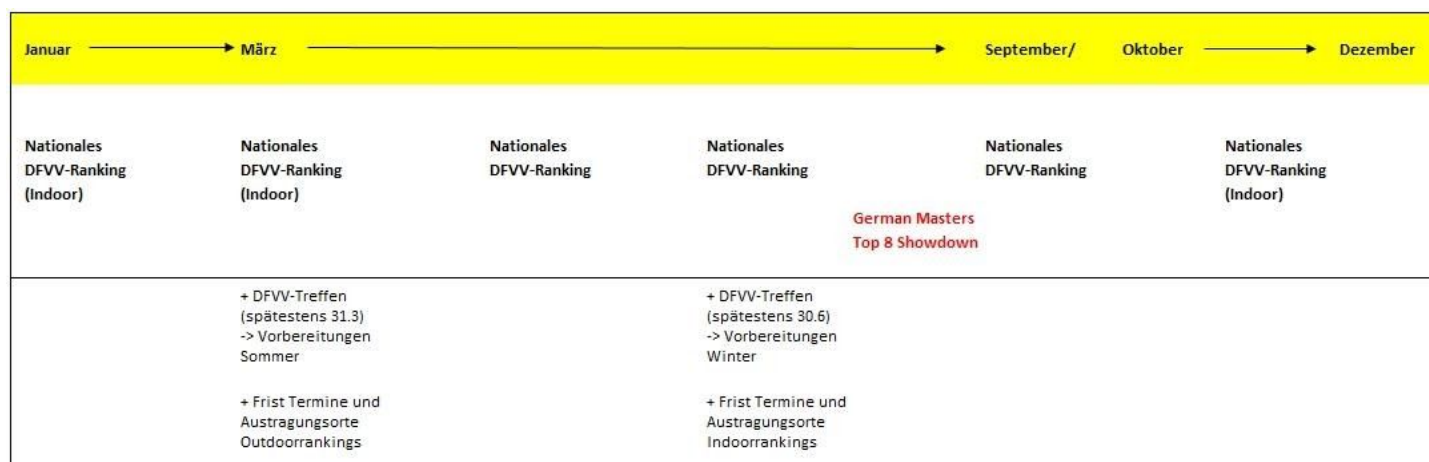 Januar März September/ Oktober Dezember
Nationales
DFVV-Ranking
(Indoor)
Nationales
DFVV-Ranking
(Indoor)
Nationales
DFVV-Ranking
Nationales
DFVV-Ranking
German Masters
Top 8 Showdown
Nationales
DFVV-Ranking
Nationales
DFVV-Ranking
(Indoor)
+ DFVV-Treffen
(spätestens 31.3)
-> Vorbereitungen
Sommer
+ Frist Termine und
Austragungsorte
Outdoorrankings
+ DFVV-Treffen
(spätestens 30.6)
-> Vorbereitungen
Winter
+ Frist Termine und
Austragungsorte
Indoorrankings